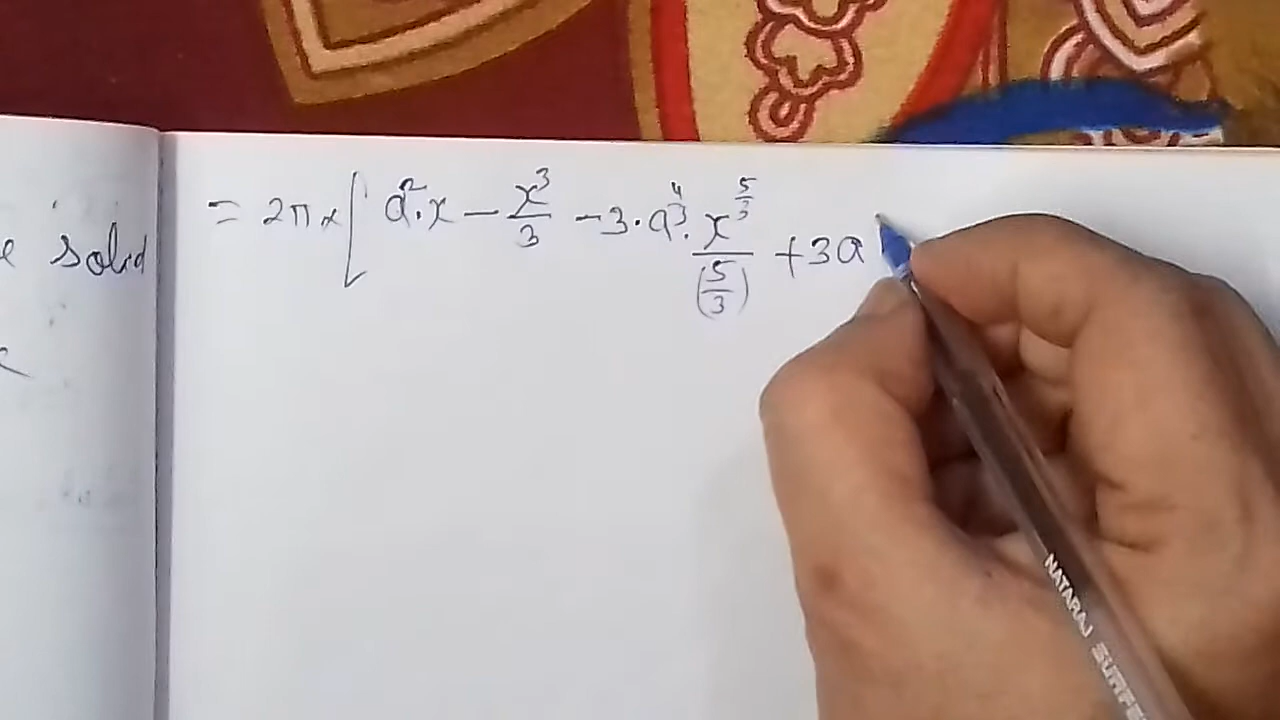 = 2π × [ a².x − x³/3 − 3.a^(4/3).x^(5/3)/(5/3) + 3a
e solid
NATARAJ